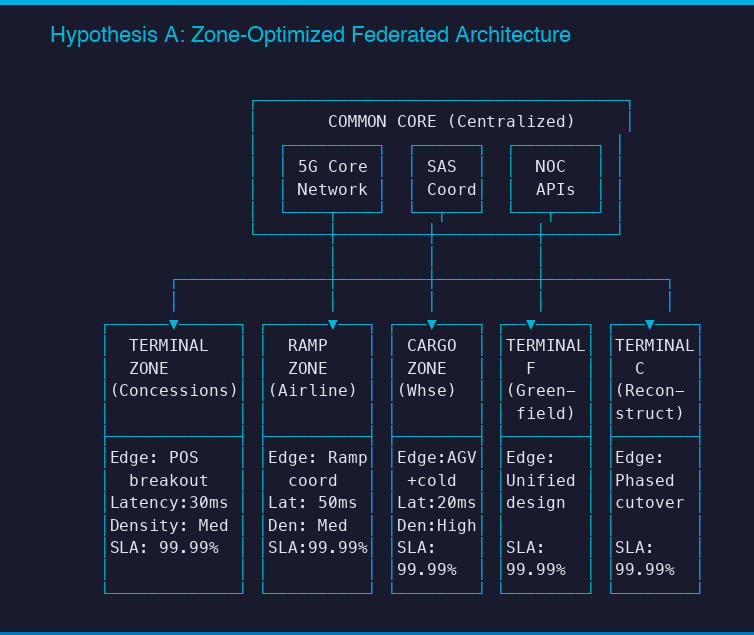 Hypothesis A: Zone-Optimized Federated Architecture
COMMON CORE (Centralized)
5G Core
Network
SAS
Coord
NOC
APIs
TERMINAL
ZONE
(Concessions)
Edge: POS
breakout
Latency:30ms
Density: Med
SLA: 99.99%
RAMP
ZONE
(Airline)
Edge: Ramp
coord
Lat: 50ms
Den: Med
SLA:99.99%
CARGO
ZONE
(Whse)
Edge:AGV
+cold
Lat:20ms
Den:High
SLA:
99.99%
TERMINAL
F
(Green–
field)
Edge:
Unified
design
SLA:
99.99%
TERMINAL
C
(Recon–
struct)
Edge:
Phased
cutover
SLA:
99.99%